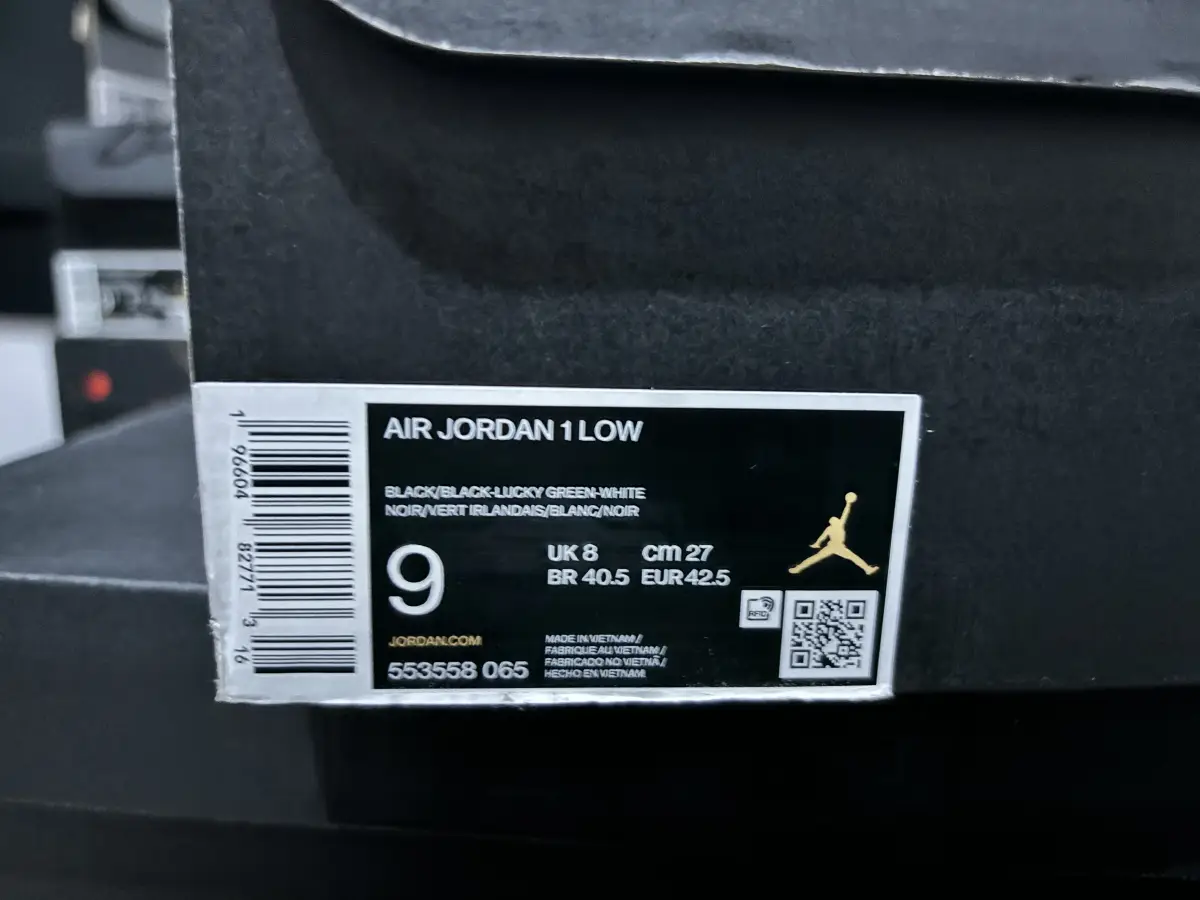 AIR JORDAN 1 LOW
BLACK/BLACK-LUCKY GREEN-WHITE
NOIR/VERT IRLANDAIS/BLANC/NOIR
9
UK 8 cm 27
BR 40.5 EUR 42.5
RFID
JORDAN.COM
553558 065
MADE IN VIETNAM/
FABRIQUE AU VIETNAM/
FABRICADO NO VIETNÃ/
HECHO EN VIETNAM
1 96604 82771 3 16